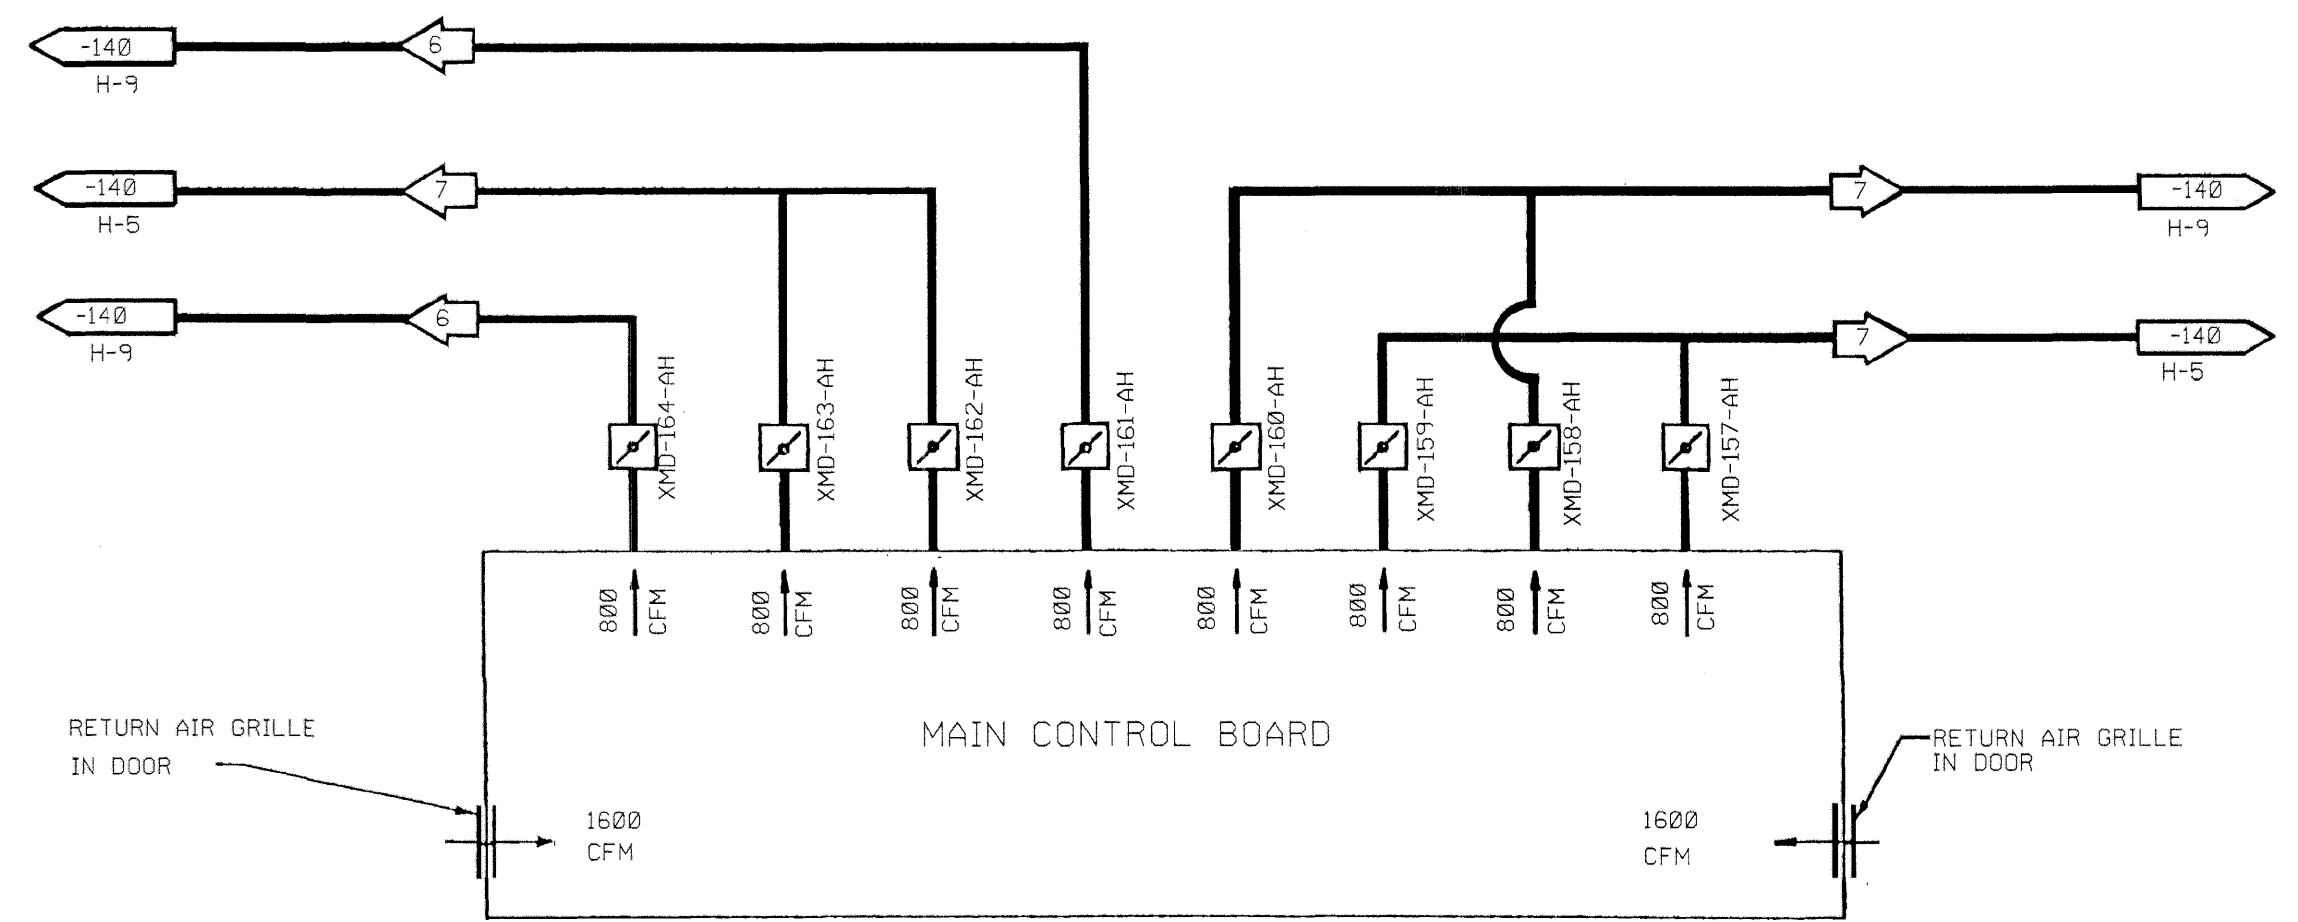 -140
6
H-9
-140
7
H-5
7
-140
H-9
-140
6
H-9
7
-140
H-5
XMD-164-AH
XMD-163-AH
XMD-162-AH
XMD-161-AH
XMD-160-AH
XMD-159-AH
XMD-158-AH
XMD-157-AH
800
CFM
800
CFM
800
CFM
800
CFM
800
CFM
800
CFM
800
CFM
800
CFM
MAIN CONTROL BOARD
RETURN AIR GRILLE
IN DOOR
RETURN AIR GRILLE
IN DOOR
1600
CFM
1600
CFM